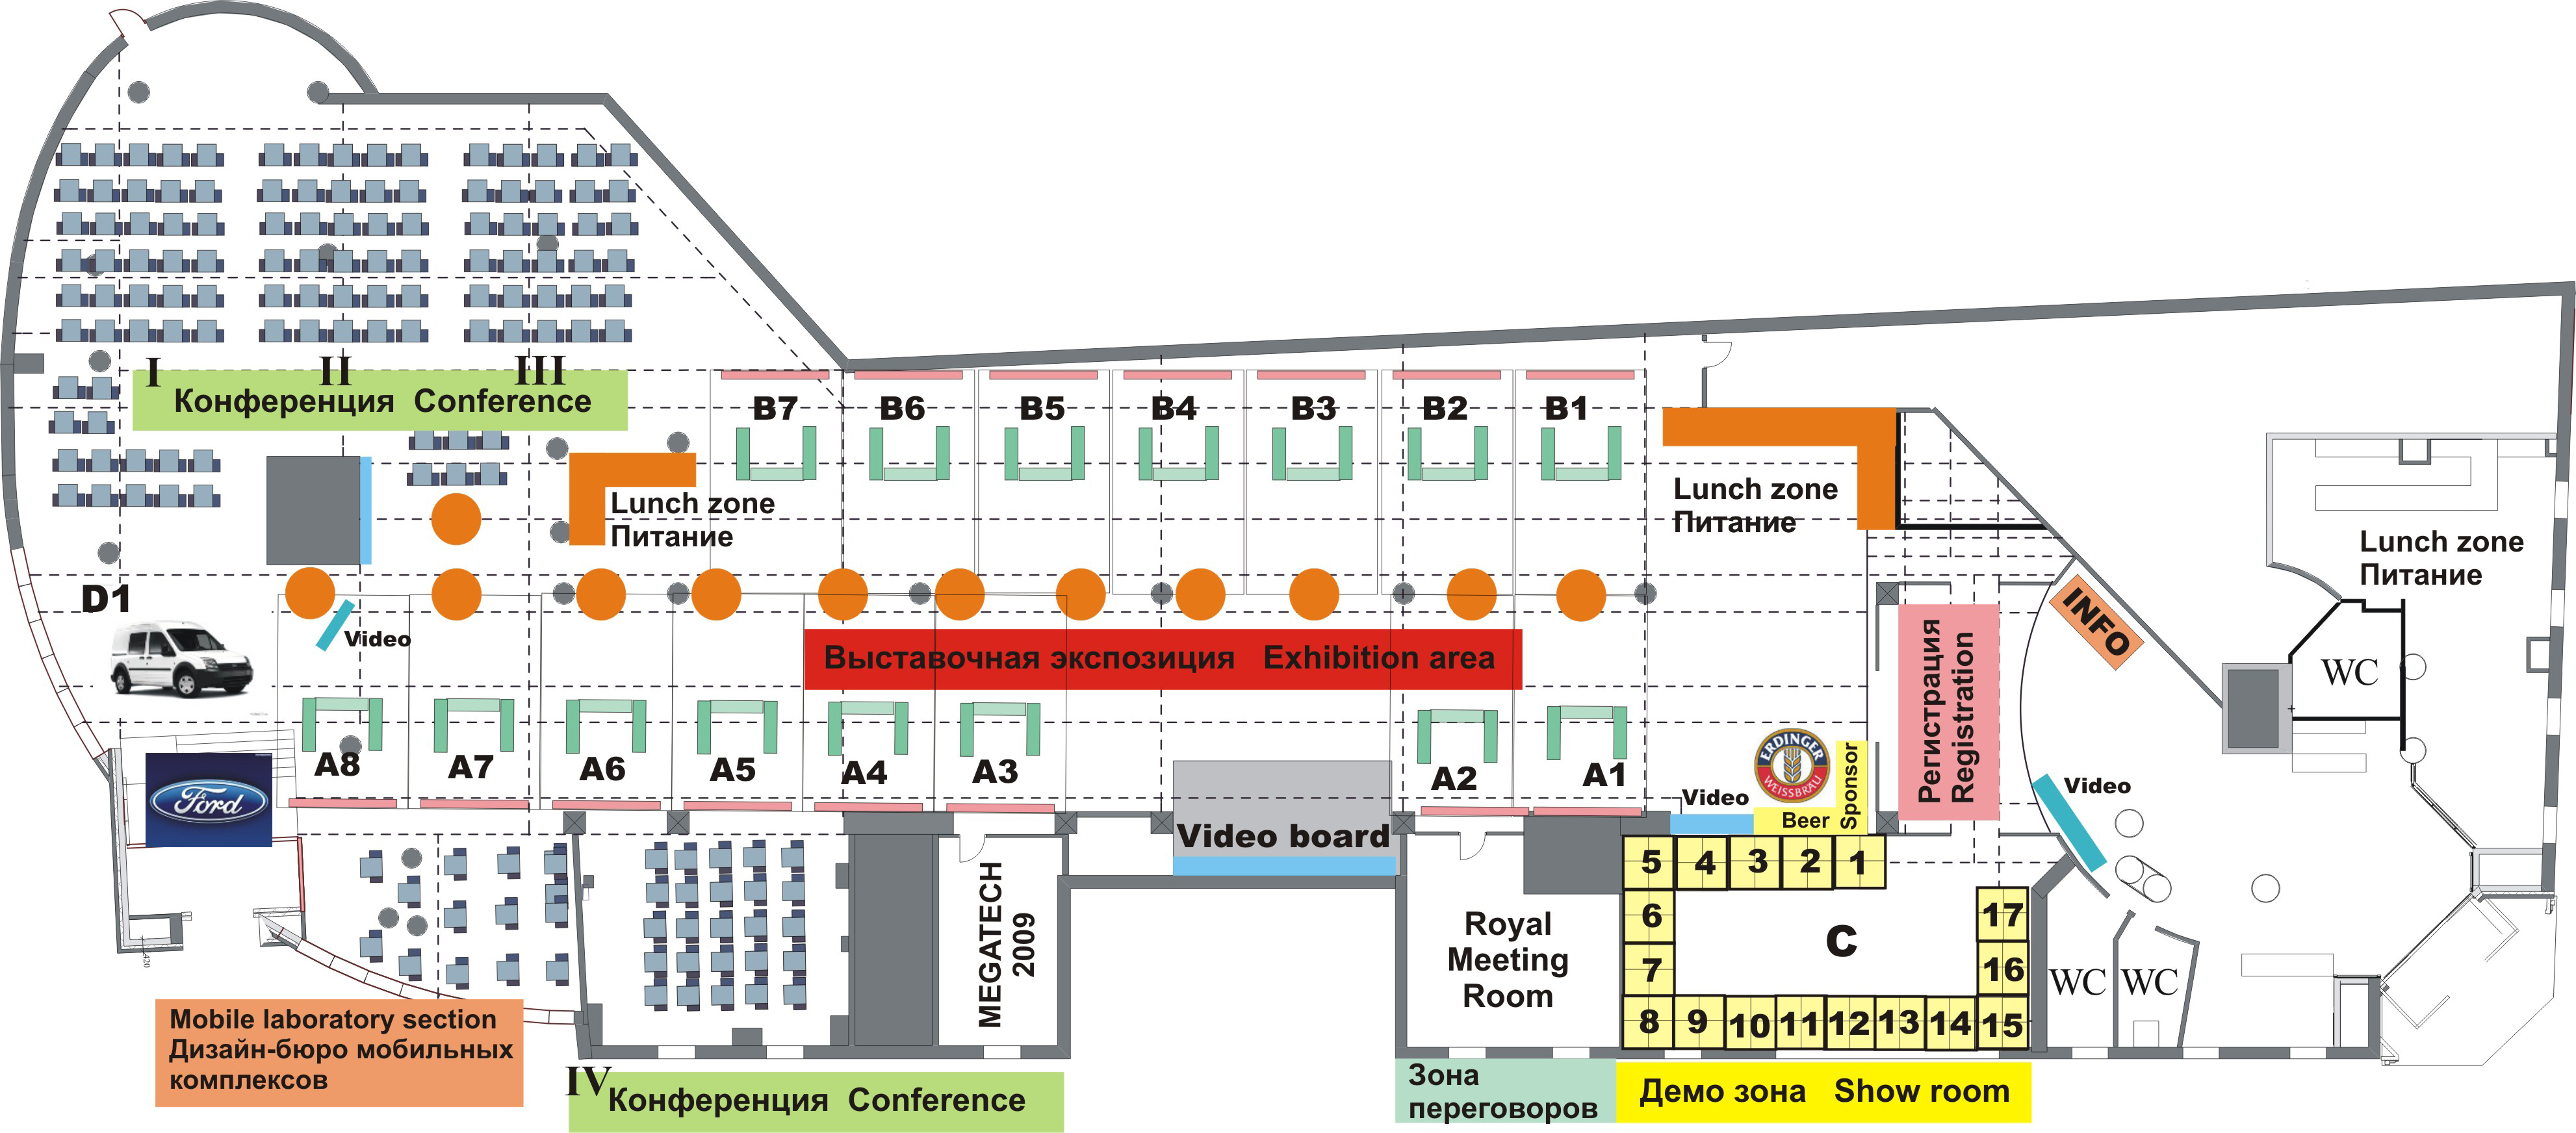 I
II
III
Конференция Conference
B7
B6
B5
B4
B3
B2
B1
Lunch zone
Питание
Lunch zone
Питание
Lunch zone
Питание
D1
Video
INFO
Выставочная экспозиция Exhibition area
Регистрация
Registration
WC
Ford
A8
A7
A6
A5
A4
A3
A2
A1
Video board
Video
ERDINGER
WEISSBRÄU
Beer
Sponsor
Video
5
4
3
2
1
6
7
8
9
10
11
12
13
14
15
16
17
C
MEGATECH
2009
Royal
Meeting
Room
WC
WC
420
Mobile laboratory section
Дизайн-бюро мобильных
комплексов
IV
Конференция Conference
Зона
переговоров
Демо зона Show room